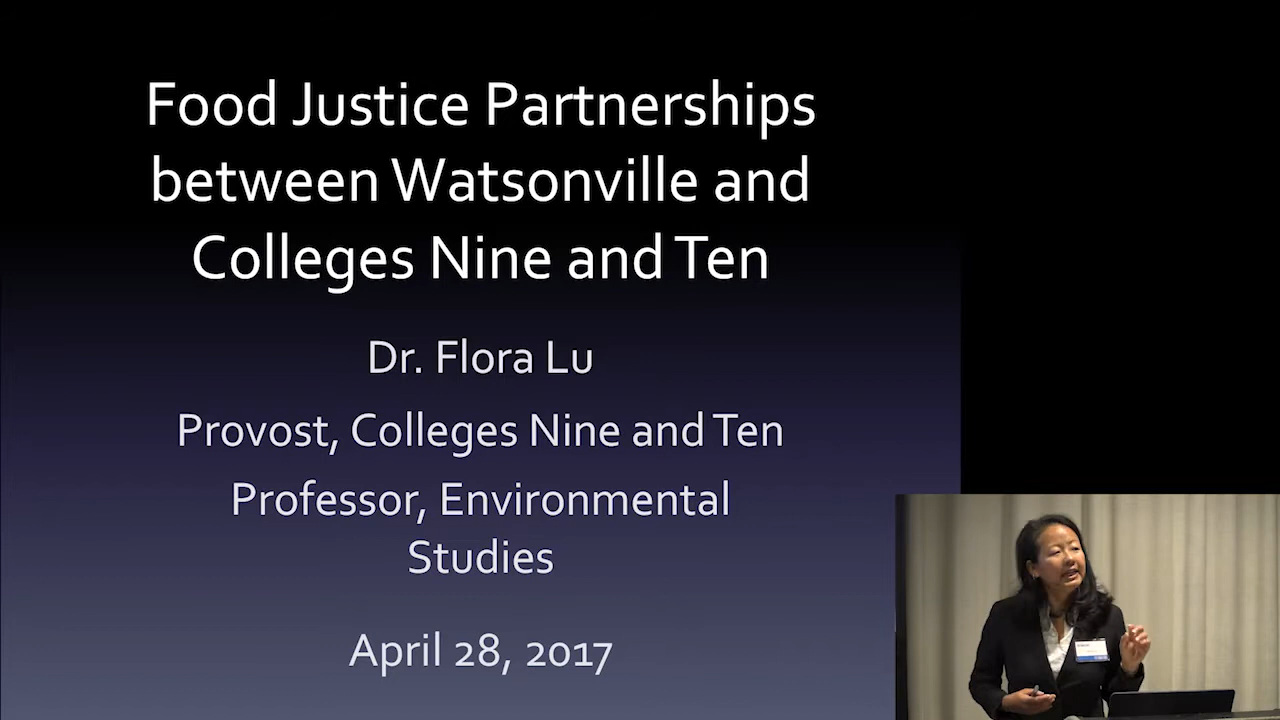 Food Justice Partnerships
between Watsonville and
Colleges Nine and Ten
Dr. Flora Lu
Provost, Colleges Nine and Ten
Professor, Environmental
Studies
April 28, 2017